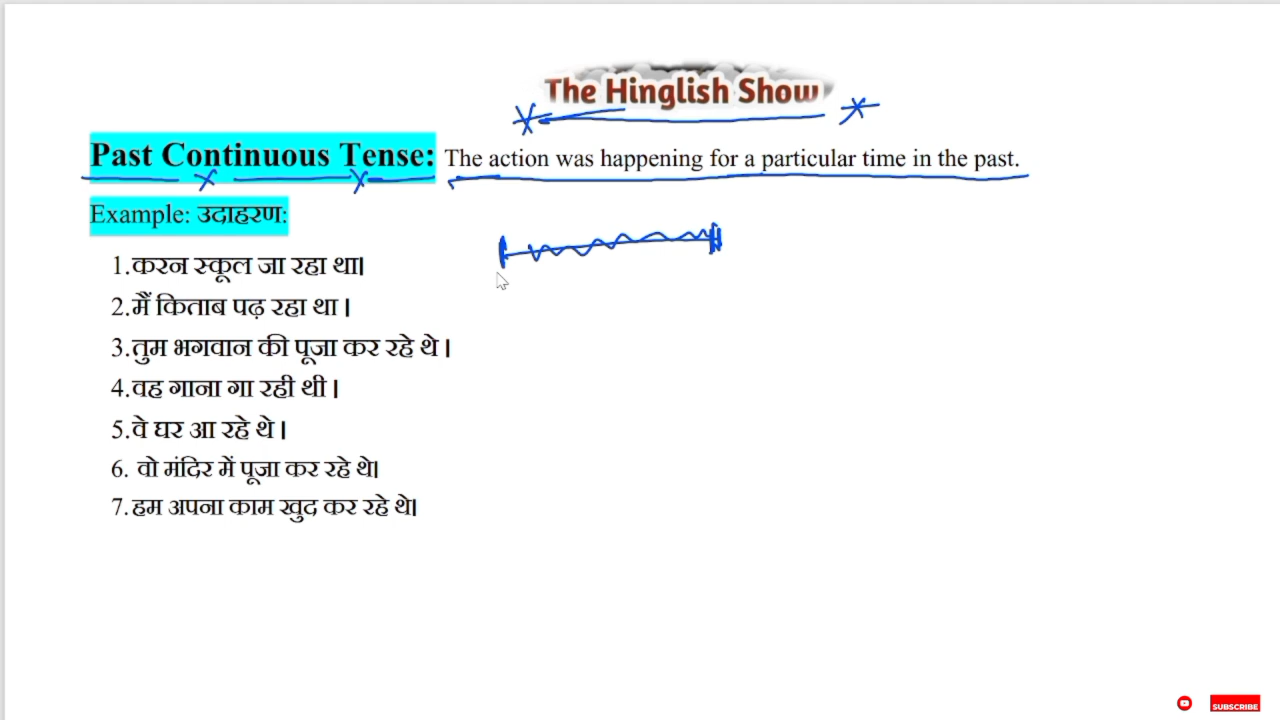 The Hinglish Show
Past Continuous Tense: The action was happening for a particular time in the past.
Example: उदाहरण:
1.करन स्कूल जा रहा था।
2.मैं किताब पढ़ रहा था ।
3.तुम भगवान की पूजा कर रहे थे ।
4.वह गाना गा रही थी ।
5.वे घर आ रहे थे ।
6. वो मंदिर में पूजा कर रहे थे।
7.हम अपना काम खुद कर रहे थे।
SUBSCRIBE